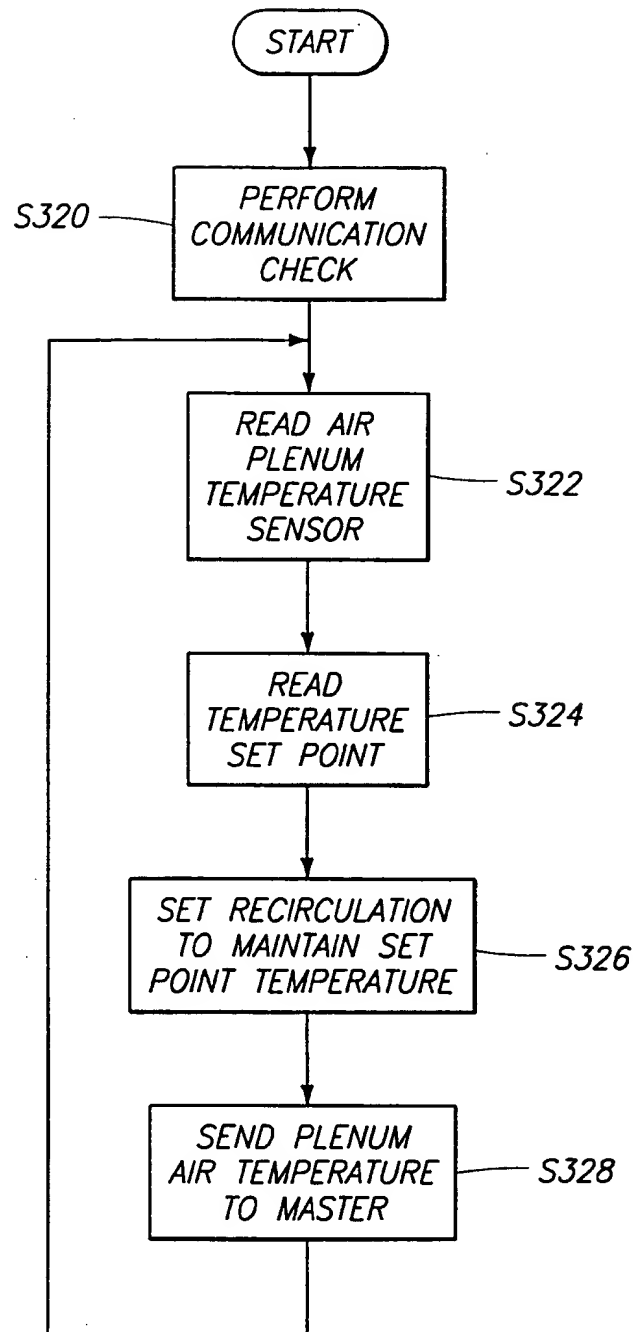 START
S320
PERFORM
COMMUNICATION
CHECK
READ AIR
PLENUM
TEMPERATURE
SENSOR
S322
READ
TEMPERATURE
SET POINT
S324
SET RECIRCULATION
TO MAINTAIN SET
POINT TEMPERATURE
S326
SEND PLENUM
AIR TEMPERATURE
TO MASTER
S328